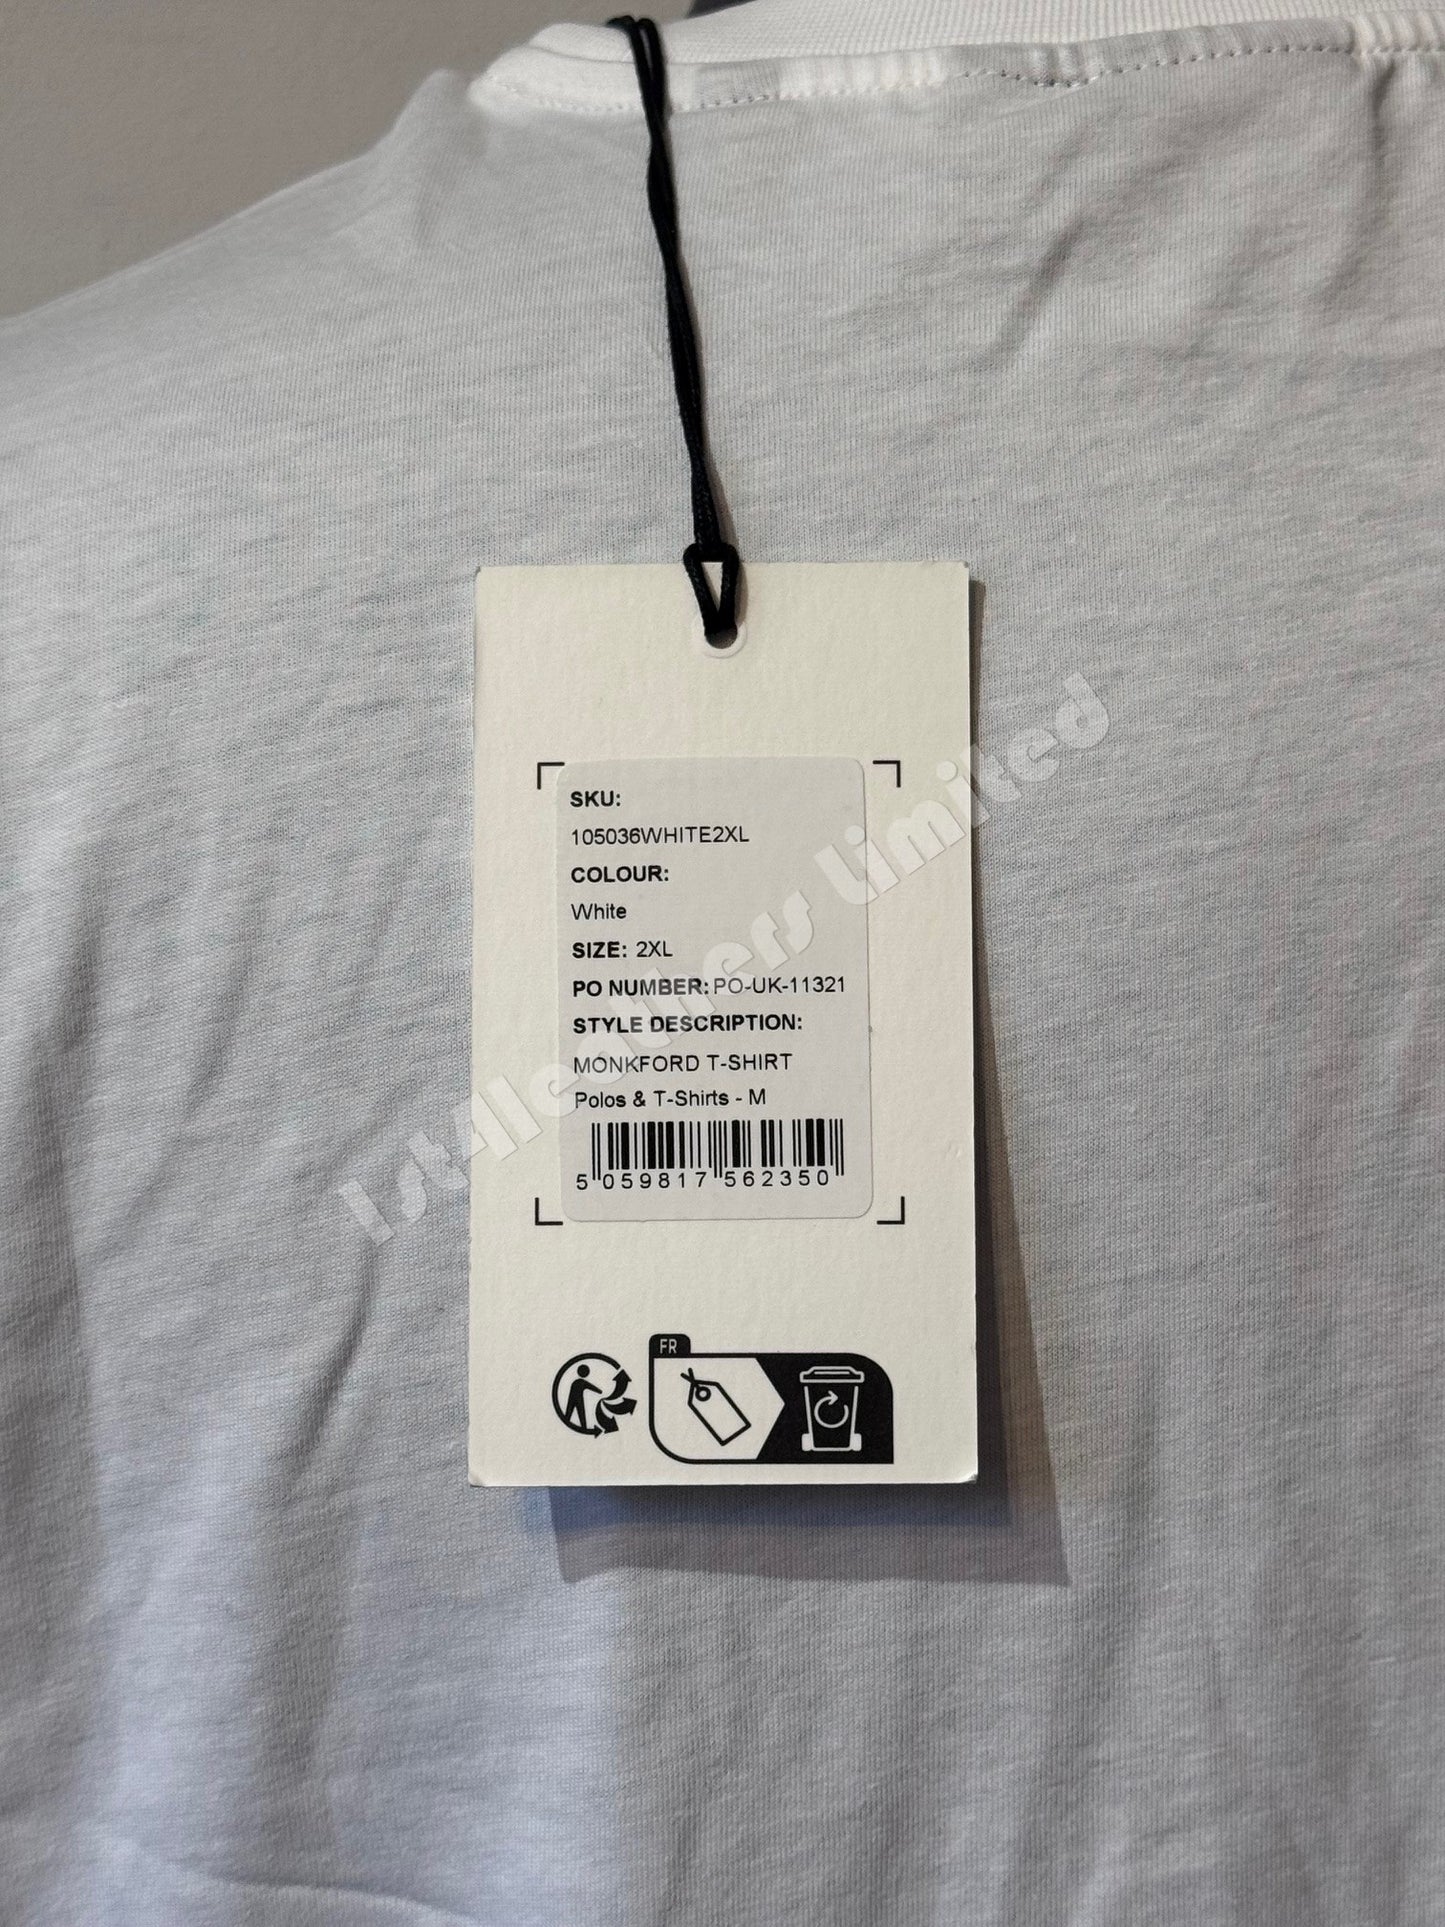 SKU:
105036WHITE2XL
COLOUR:
White
SIZE: 2XL
PO NUMBER: PO-UK-11321
STYLE DESCRIPTION:
MONKFORD T-SHIRT
Polos & T-Shirts - M
5 059817 562350
FR
1st4leathers Limited